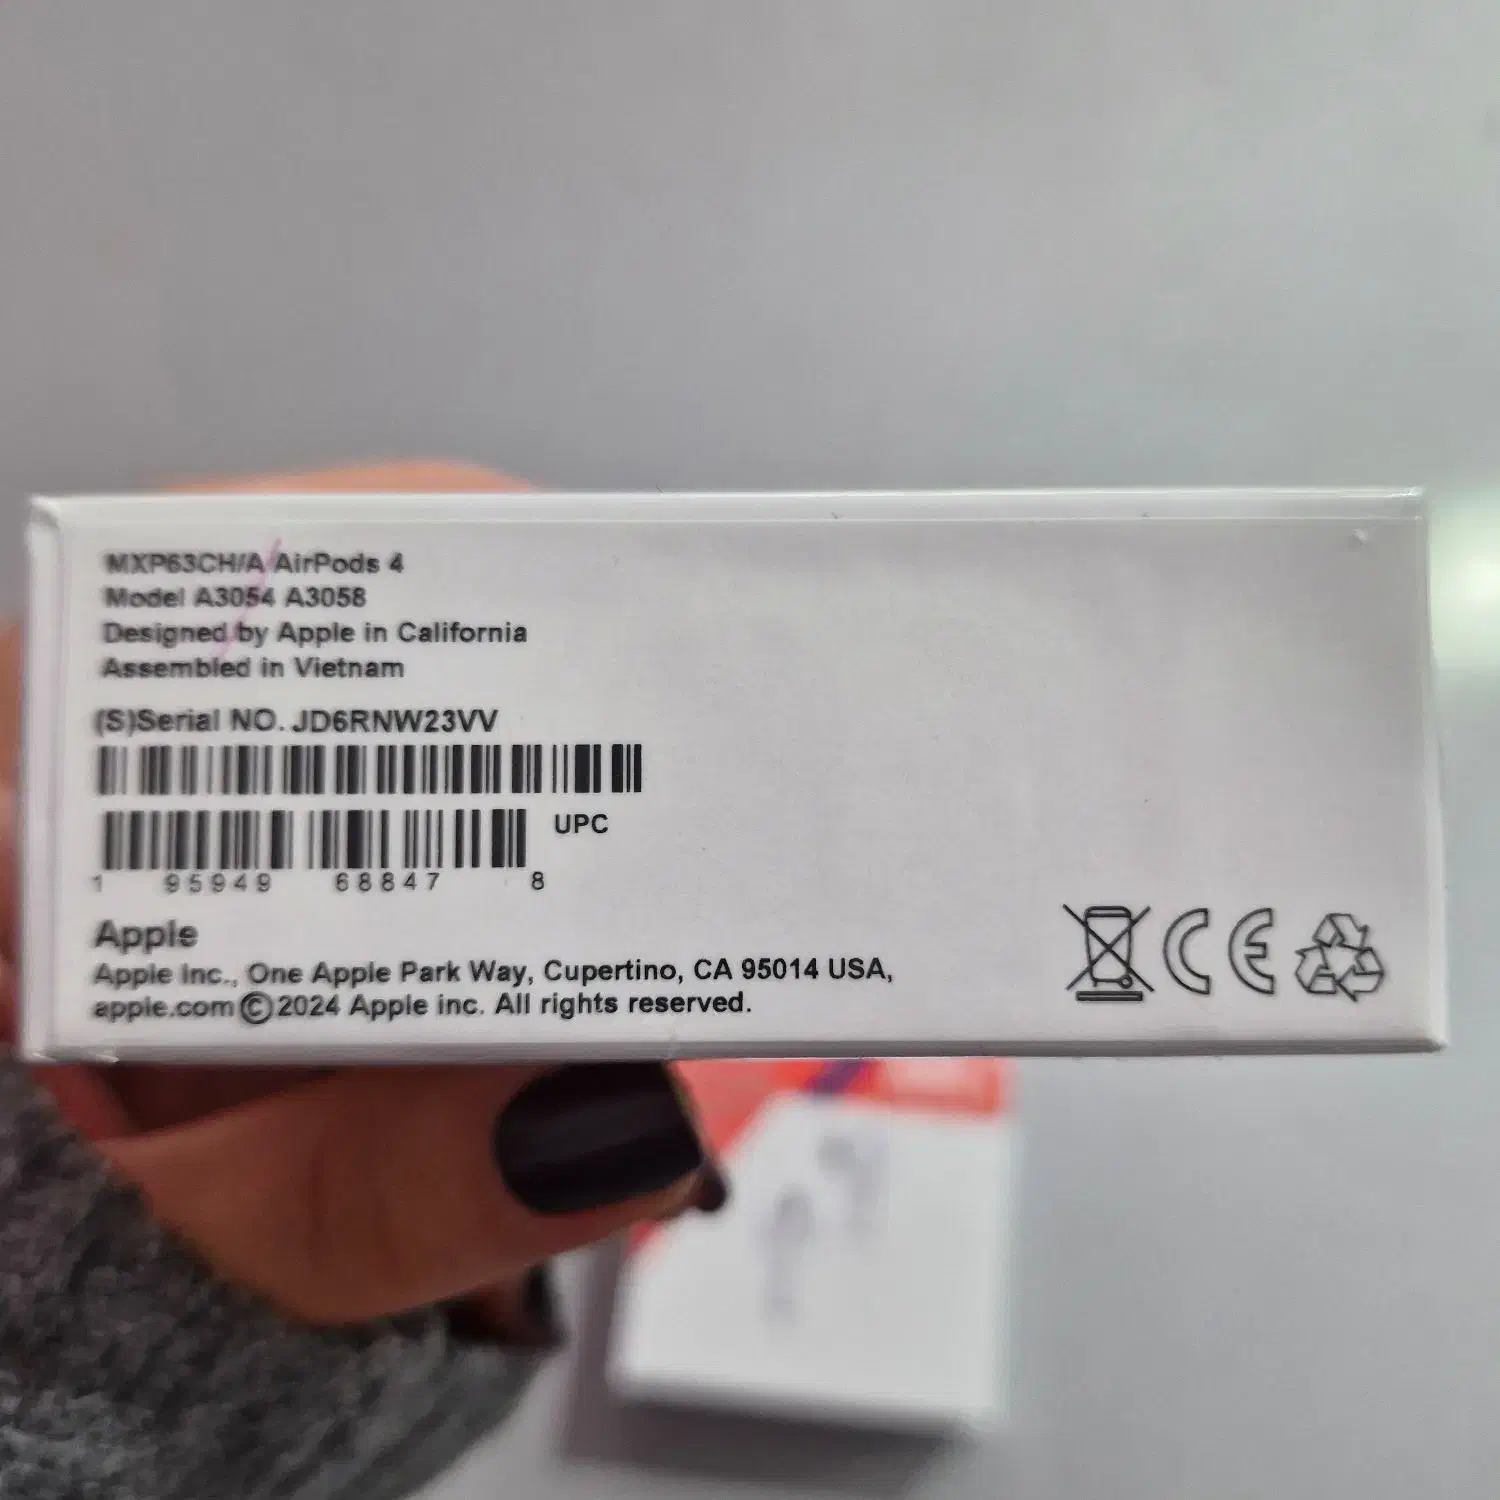 MXP63CH/A AirPods 4
Model A3054 A3058
Designed by Apple in California
Assembled in Vietnam
(S)Serial NO. JD6RNW23VV
UPC
1 95949 68847 8
Apple
Apple Inc., One Apple Park Way, Cupertino, CA 95014 USA,
apple.com ©2024 Apple inc. All rights reserved.
CE